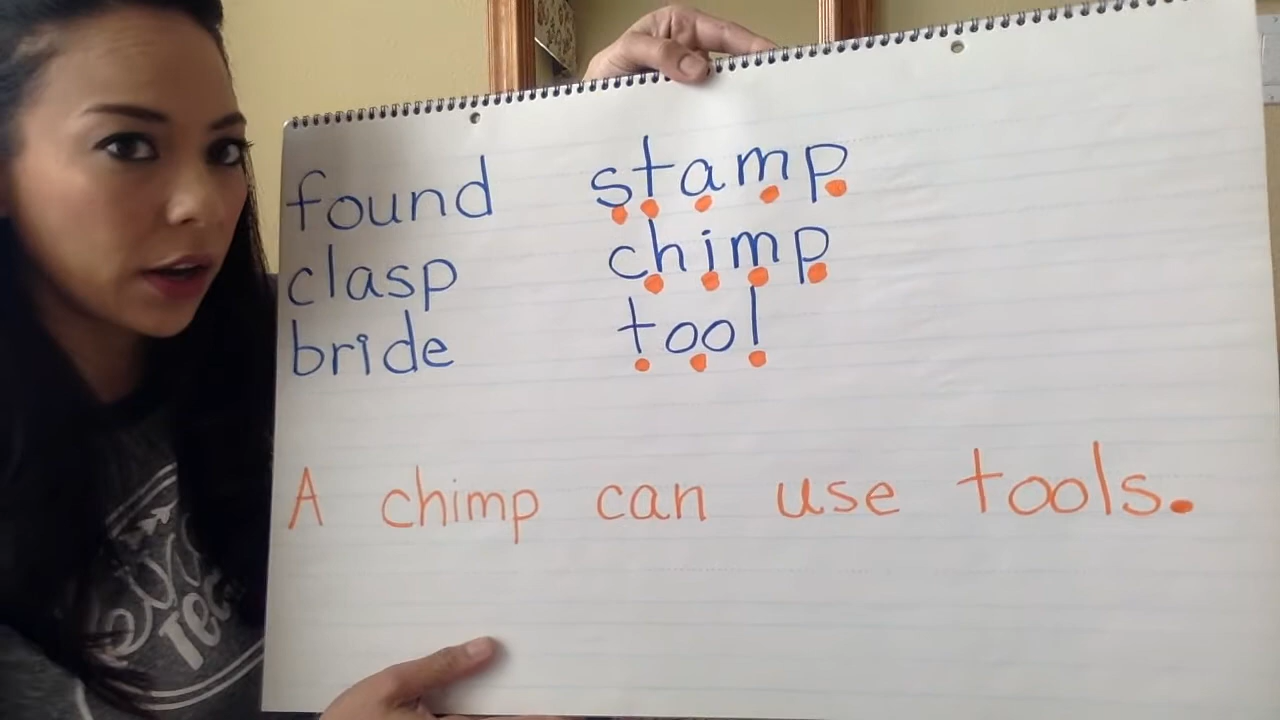 found stamp
clasp chimp
bride tool
A chimp can use tools.